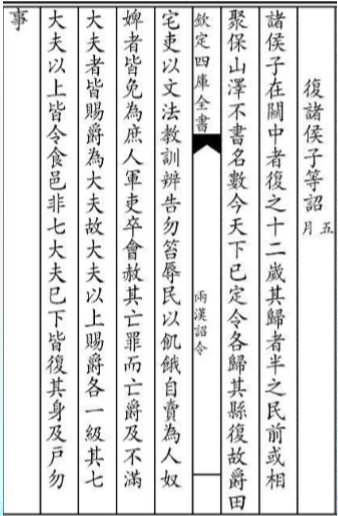 復諸侯子等詔五月
諸侯子在關中者復之十二歲其歸者半之民前或相
聚保山澤不書名數今天下已定令各歸其縣復故爵田
欽定四庫全書 兩漢詔令
宅吏以文法教訓辨告勿笞辱民以飢餓自賣為人奴
婢者皆免為庶人軍吏卒會赦其亡罪而亡爵及不滿
大夫者皆賜爵為大夫故大夫以上賜爵各一級其七
大夫以上皆令食邑非七大夫已下皆復其身及戶勿
事